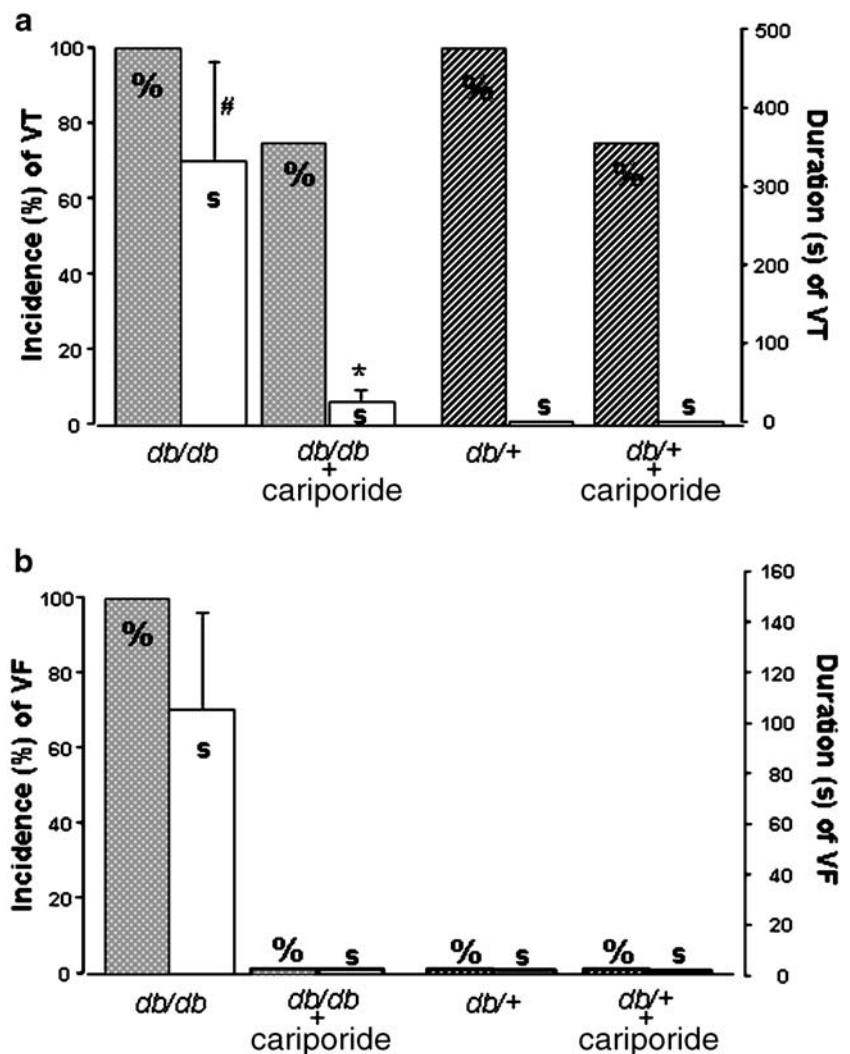 a
Incidence (%) of VT
100
80
60
40
20
0
% s # % s * % s % s
500
400
300
200
100
0
Duration (s) of VT
db/db db/db + cariporide db/+ db/+ + cariporide
b
Incidence (%) of VF
100
80
60
40
20
0
% s % s % s % s
160
140
120
100
80
60
40
20
0
Duration (s) of VF
db/db db/db + cariporide db/+ db/+ + cariporide